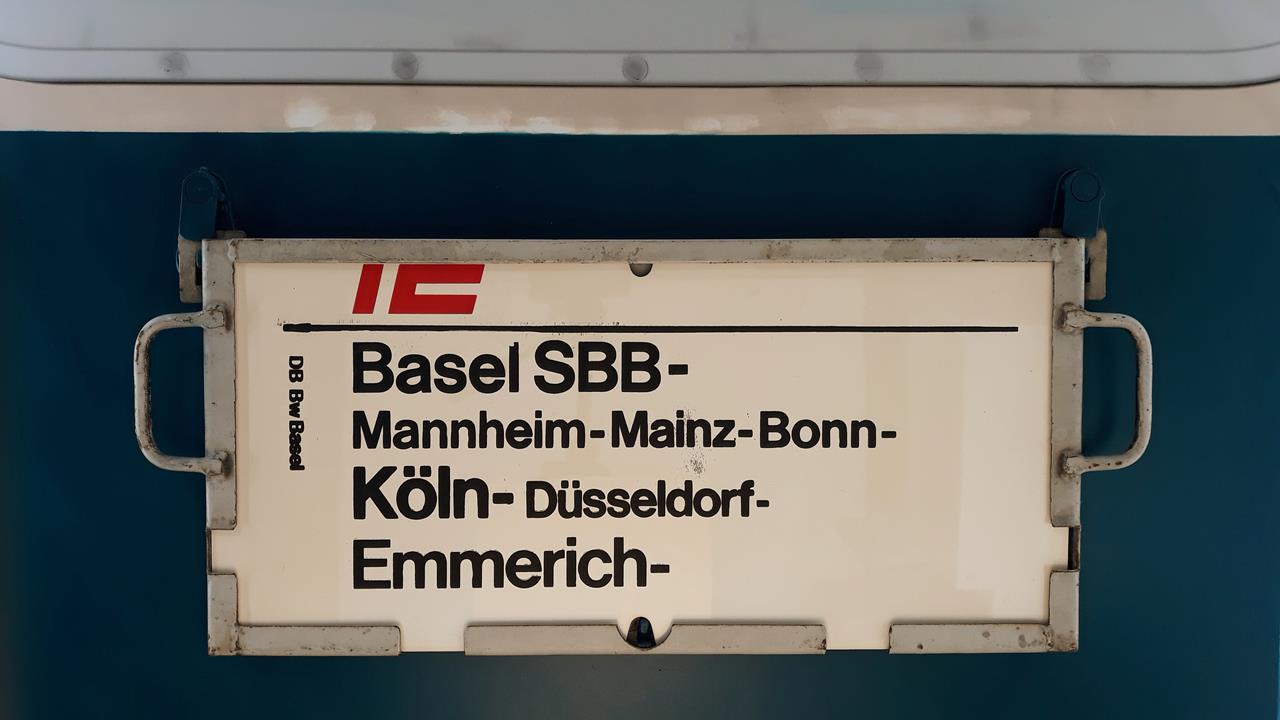 IC
Basel SBB-
Mannheim-Mainz-Bonn-
Köln- Düsseldorf-
Emmerich-
DB Bw Basel